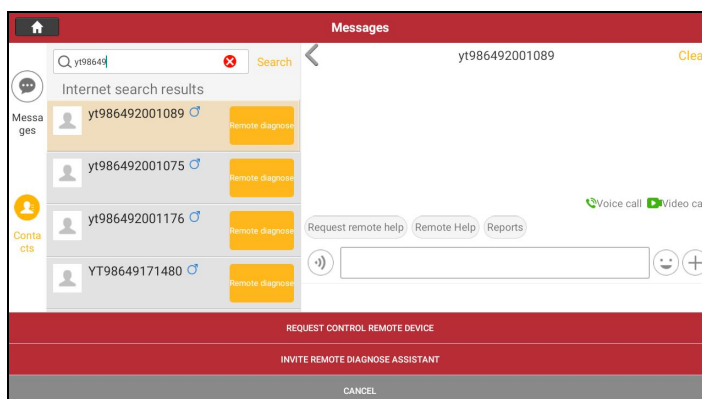 Messages
yt98649
Search
yt986492001089
Clea
Internet search results
Messa
ges
yt986492001089
Remote diagnose
yt986492001075
Remote diagnose
Conta
cts
yt986492001176
Remote diagnose
YT98649171480
Remote diagnose
Voice call
Video ca
Request remote help
Remote Help
Reports
REQUEST CONTROL REMOTE DEVICE
INVITE REMOTE DIAGNOSE ASSISTANT
CANCEL